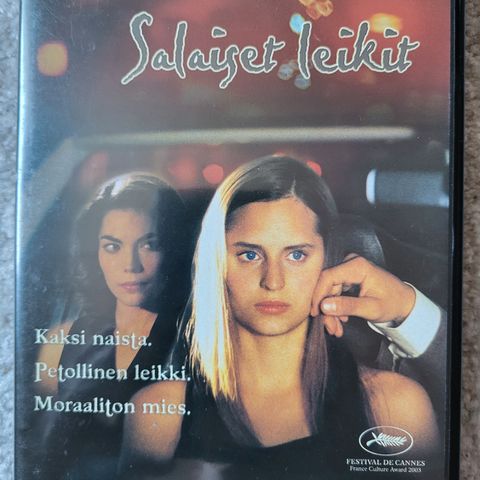 Salaiset leikit
Kaksi naista.
Petollinen leikki.
Moraaliton mies.
FESTIVAL DE CANNES
France Culture Award 2003